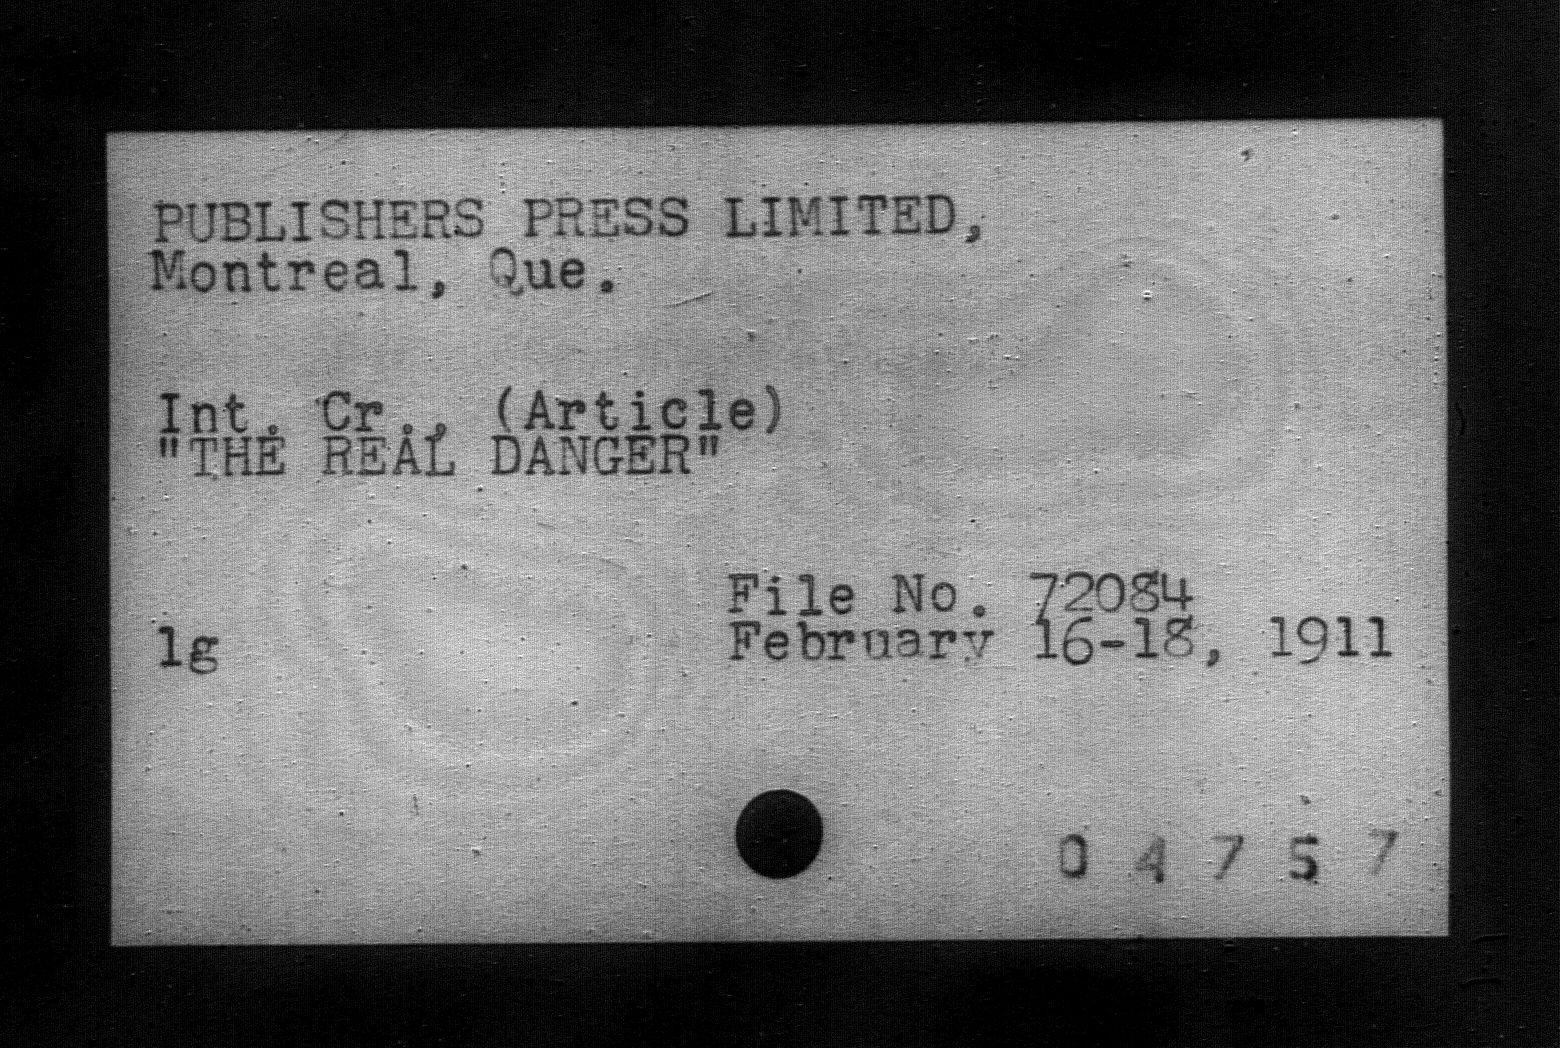 PUBLISHERS PRESS LIMITED,
Montreal, Que.
Int. Cr.. (Article)
"THE REAL DANGER"
File No. 72084
lg February 16-18, 1911
0 4 7 5 7